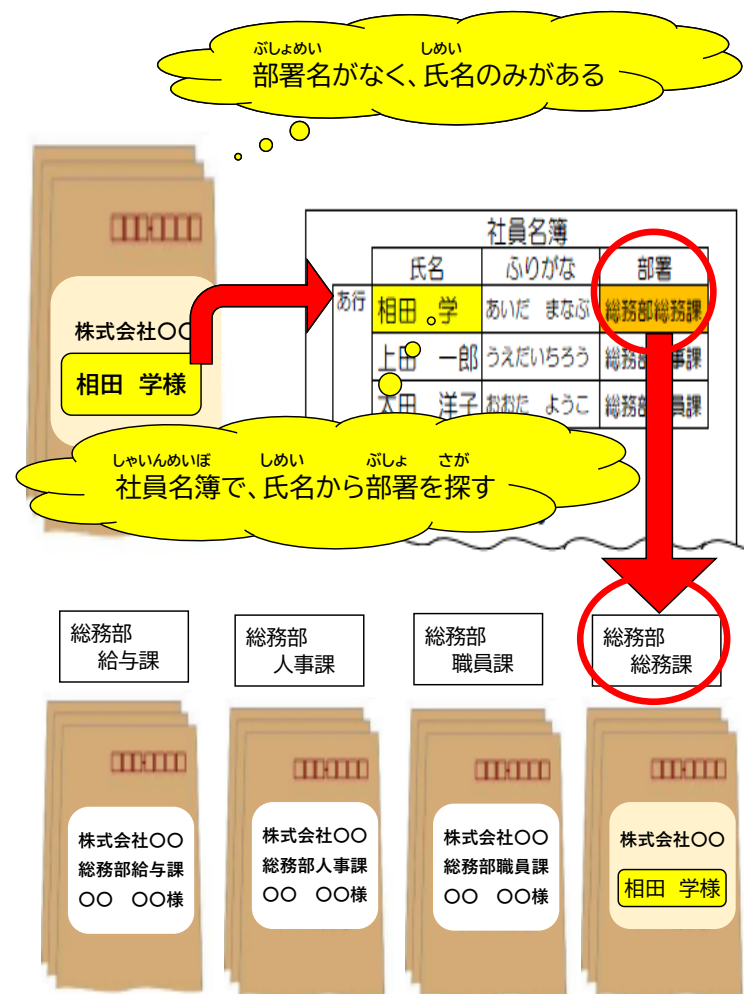 ぶしょめい しめい
部署名がなく、氏名のみがある
株式会社〇〇
相田 学様
社員名簿
氏名 ふりがな 部署
あ行 相田 学 あいだ まなぶ 総務部総務課
上田 一郎 うえだいちろう 総務部 事課
太田 洋子 おおた ようこ 総務部 員課
しゃいんめいぼ しめい ぶしょ さが
社員名簿で、氏名から部署を探す
総務部
給与課
総務部
人事課
総務部
職員課
総務部
総務課
株式会社〇〇
総務部給与課
〇〇 〇〇様
株式会社〇〇
総務部人事課
〇〇 〇〇様
株式会社〇〇
総務部職員課
〇〇 〇〇様
株式会社〇〇
相田 学様